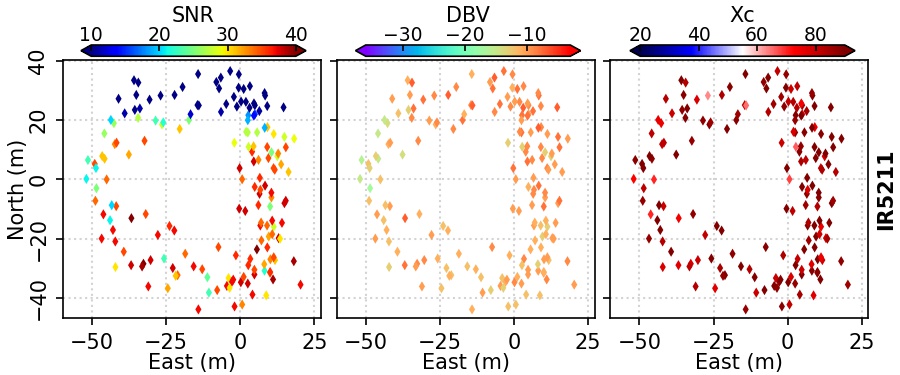 SNR DBV Xc
10 20 30 40 −30 −20 −10 20 40 60 80
40
20
0
−20
−40
North (m)
−50 −25 0 25 −50 −25 0 25 −50 −25 0 25
East (m) East (m) East (m)
IR5211